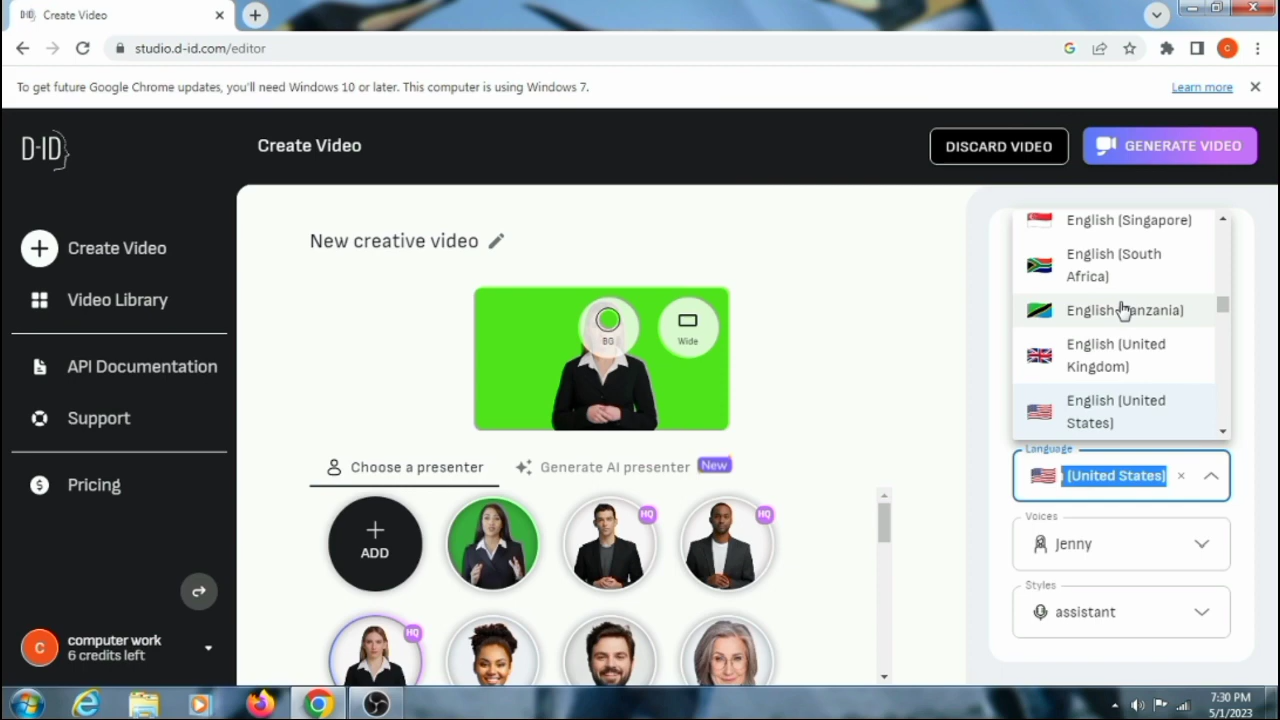 Create Video
studio.d-id.com/editor
To get future Google Chrome updates, you'll need Windows 10 or later. This computer is using Windows 7.
Learn more
D-ID
Create Video
DISCARD VIDEO
GENERATE VIDEO
Create Video
Video Library
API Documentation
Support
Pricing
C
computer work
6 credits left
New creative video
BG
Wide
Choose a presenter
Generate AI presenter
New
ADD
HQ
HQ
HQ
English (Singapore)
English (South
Africa)
English
English (United
Kingdom)
English (United
States)
Language
(United States)
Voices
Jenny
Styles
assistant
7:30 PM
5/1/2023